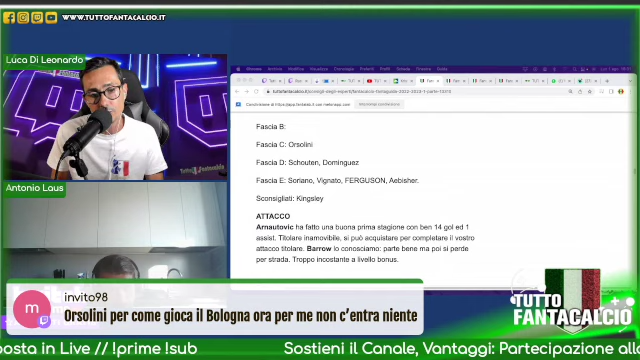 WWW.TUTTOFANTACALCIO.IT
Luca Di Leonardo
Antonio Laus
Fascia B:
Fascia C: Orsolini
Fascia D: Schouten, Dominguez
Fascia E: Soriano, Vignato, FERGUSON, Aebisher.
Sconsigliati: Kingsley
ATTACCO
Arnautovic ha fatto una buona prima stagione con ben 14 gol ed 1
assist. Titolare inamovibile, si può acquistare per completare il vostro
attacco titolare. Barrow lo conosciamo: parte bene ma poi si perde
per strada. Troppo incostante a livello bonus.
m
invito98
Orsolini per come gioca il Bologna ora per me non c'entra niente
TUTTO
FANTACALCIO
osta in Live // !prime !sub
Sostieni il Canale, Vantaggi: Partecipazione all